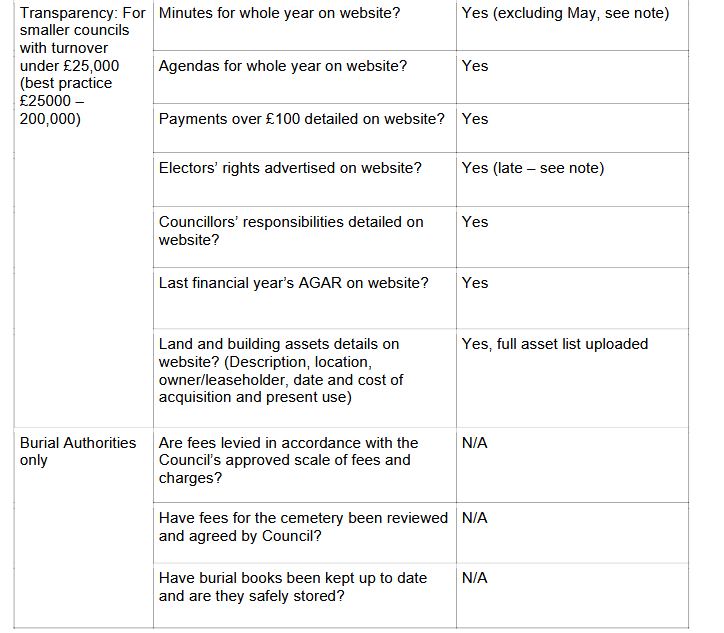 Transparency: For
smaller councils
with turnover
under £25,000
(best practice
£25000 –
200,000)
Minutes for whole year on website?
Yes (excluding May, see note)
Agendas for whole year on website?
Yes
Payments over £100 detailed on website?
Yes
Electors’ rights advertised on website?
Yes (late – see note)
Councillors’ responsibilities detailed on
website?
Yes
Last financial year’s AGAR on website?
Yes
Land and building assets details on
website? (Description, location,
owner/leaseholder, date and cost of
acquisition and present use)
Yes, full asset list uploaded
Burial Authorities
only
Are fees levied in accordance with the
Council’s approved scale of fees and
charges?
N/A
Have fees for the cemetery been reviewed
and agreed by Council?
N/A
Have burial books been kept up to date
and are they safely stored?
N/A